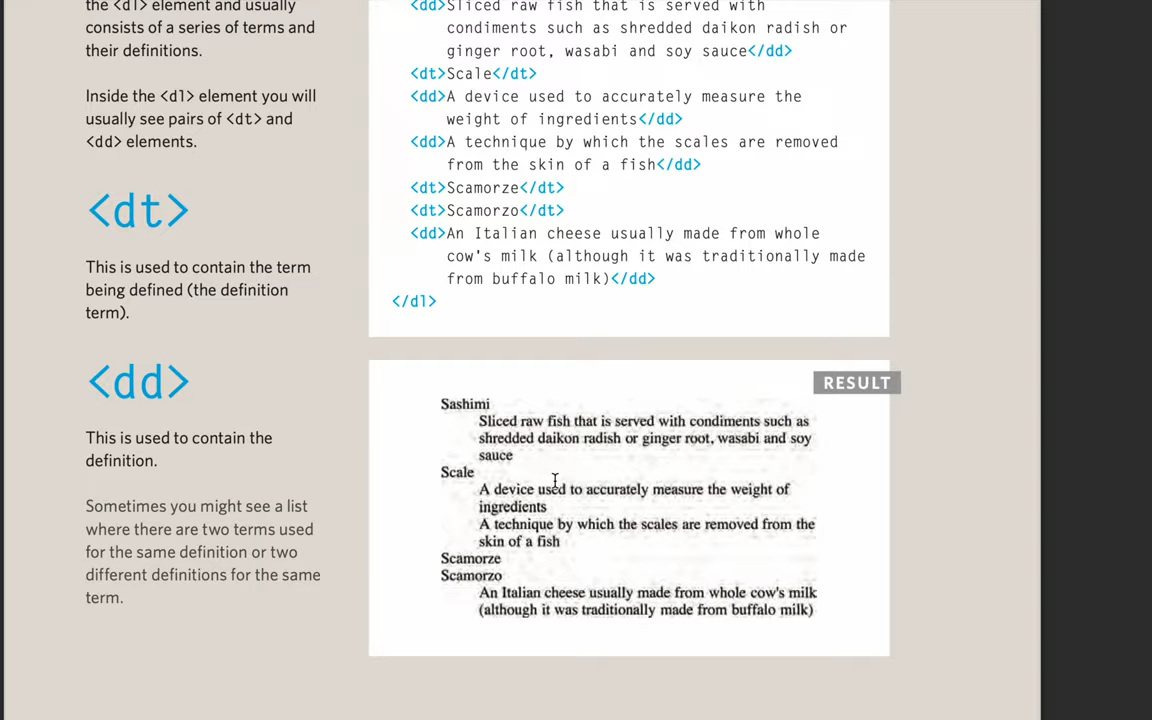 the <dl> element and usually
consists of a series of terms and
their definitions.
Inside the <dl> element you will
usually see pairs of <dt> and
<dd> elements.
<dt>
This is used to contain the term
being defined (the definition
term).
<dd>
This is used to contain the
definition.
Sometimes you might see a list
where there are two terms used
for the same definition or two
different definitions for the same
term.
<dd>Sliced raw fish that is served with
condiments such as shredded daikon radish or
ginger root, wasabi and soy sauce</dd>
<dt>Scale</dt>
<dd>A device used to accurately measure the
weight of ingredients</dd>
<dd>A technique by which the scales are removed
from the skin of a fish</dd>
<dt>Scamorze</dt>
<dt>Scamorzo</dt>
<dd>An Italian cheese usually made from whole
cow's milk (although it was traditionally made
from buffalo milk)</dd>
</dl>
RESULT
Sashimi
Sliced raw fish that is served with condiments such as
shredded daikon radish or ginger root, wasabi and soy
sauce
Scale
A device used to accurately measure the weight of
ingredients
A technique by which the scales are removed from the
skin of a fish
Scamorze
Scamorzo
An Italian cheese usually made from whole cow's milk
(although it was traditionally made from buffalo milk)